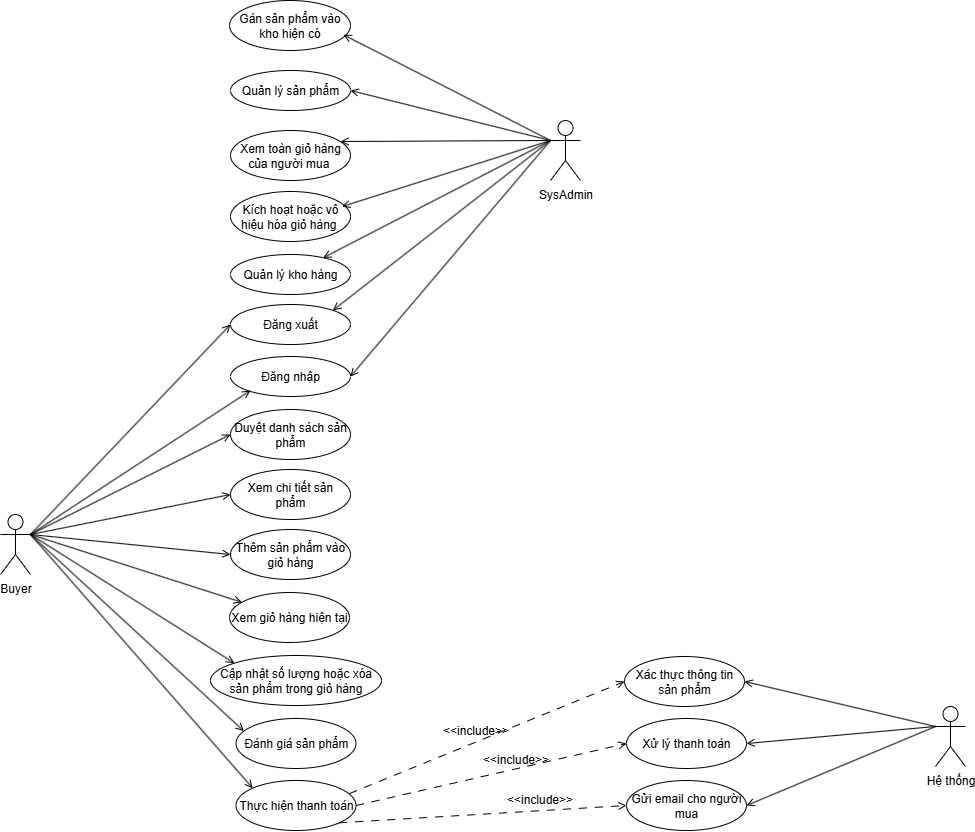 Gán sản phẩm vào
kho hiện có
Quản lý sản phẩm
Xem toàn giỏ hàng
của người mua
SysAdmin
Kích hoạt hoặc vô
hiệu hóa giỏ hàng
Quản lý kho hàng
Đăng xuất
Đăng nhập
Duyệt danh sách sản
phẩm
Xem chi tiết sản
phẩm
Thêm sản phẩm vào
giỏ hàng
Buyer
Xem giỏ hàng hiện tại
Cập nhật số lượng hoặc xóa
sản phẩm trong giỏ hàng
Xác thực thông tin
sản phẩm
<<include>>
Đánh giá sản phẩm
Xử lý thanh toán
<<include>>
Hệ thống
Thực hiện thanh toán
<<include>>
Gửi email cho người
mua